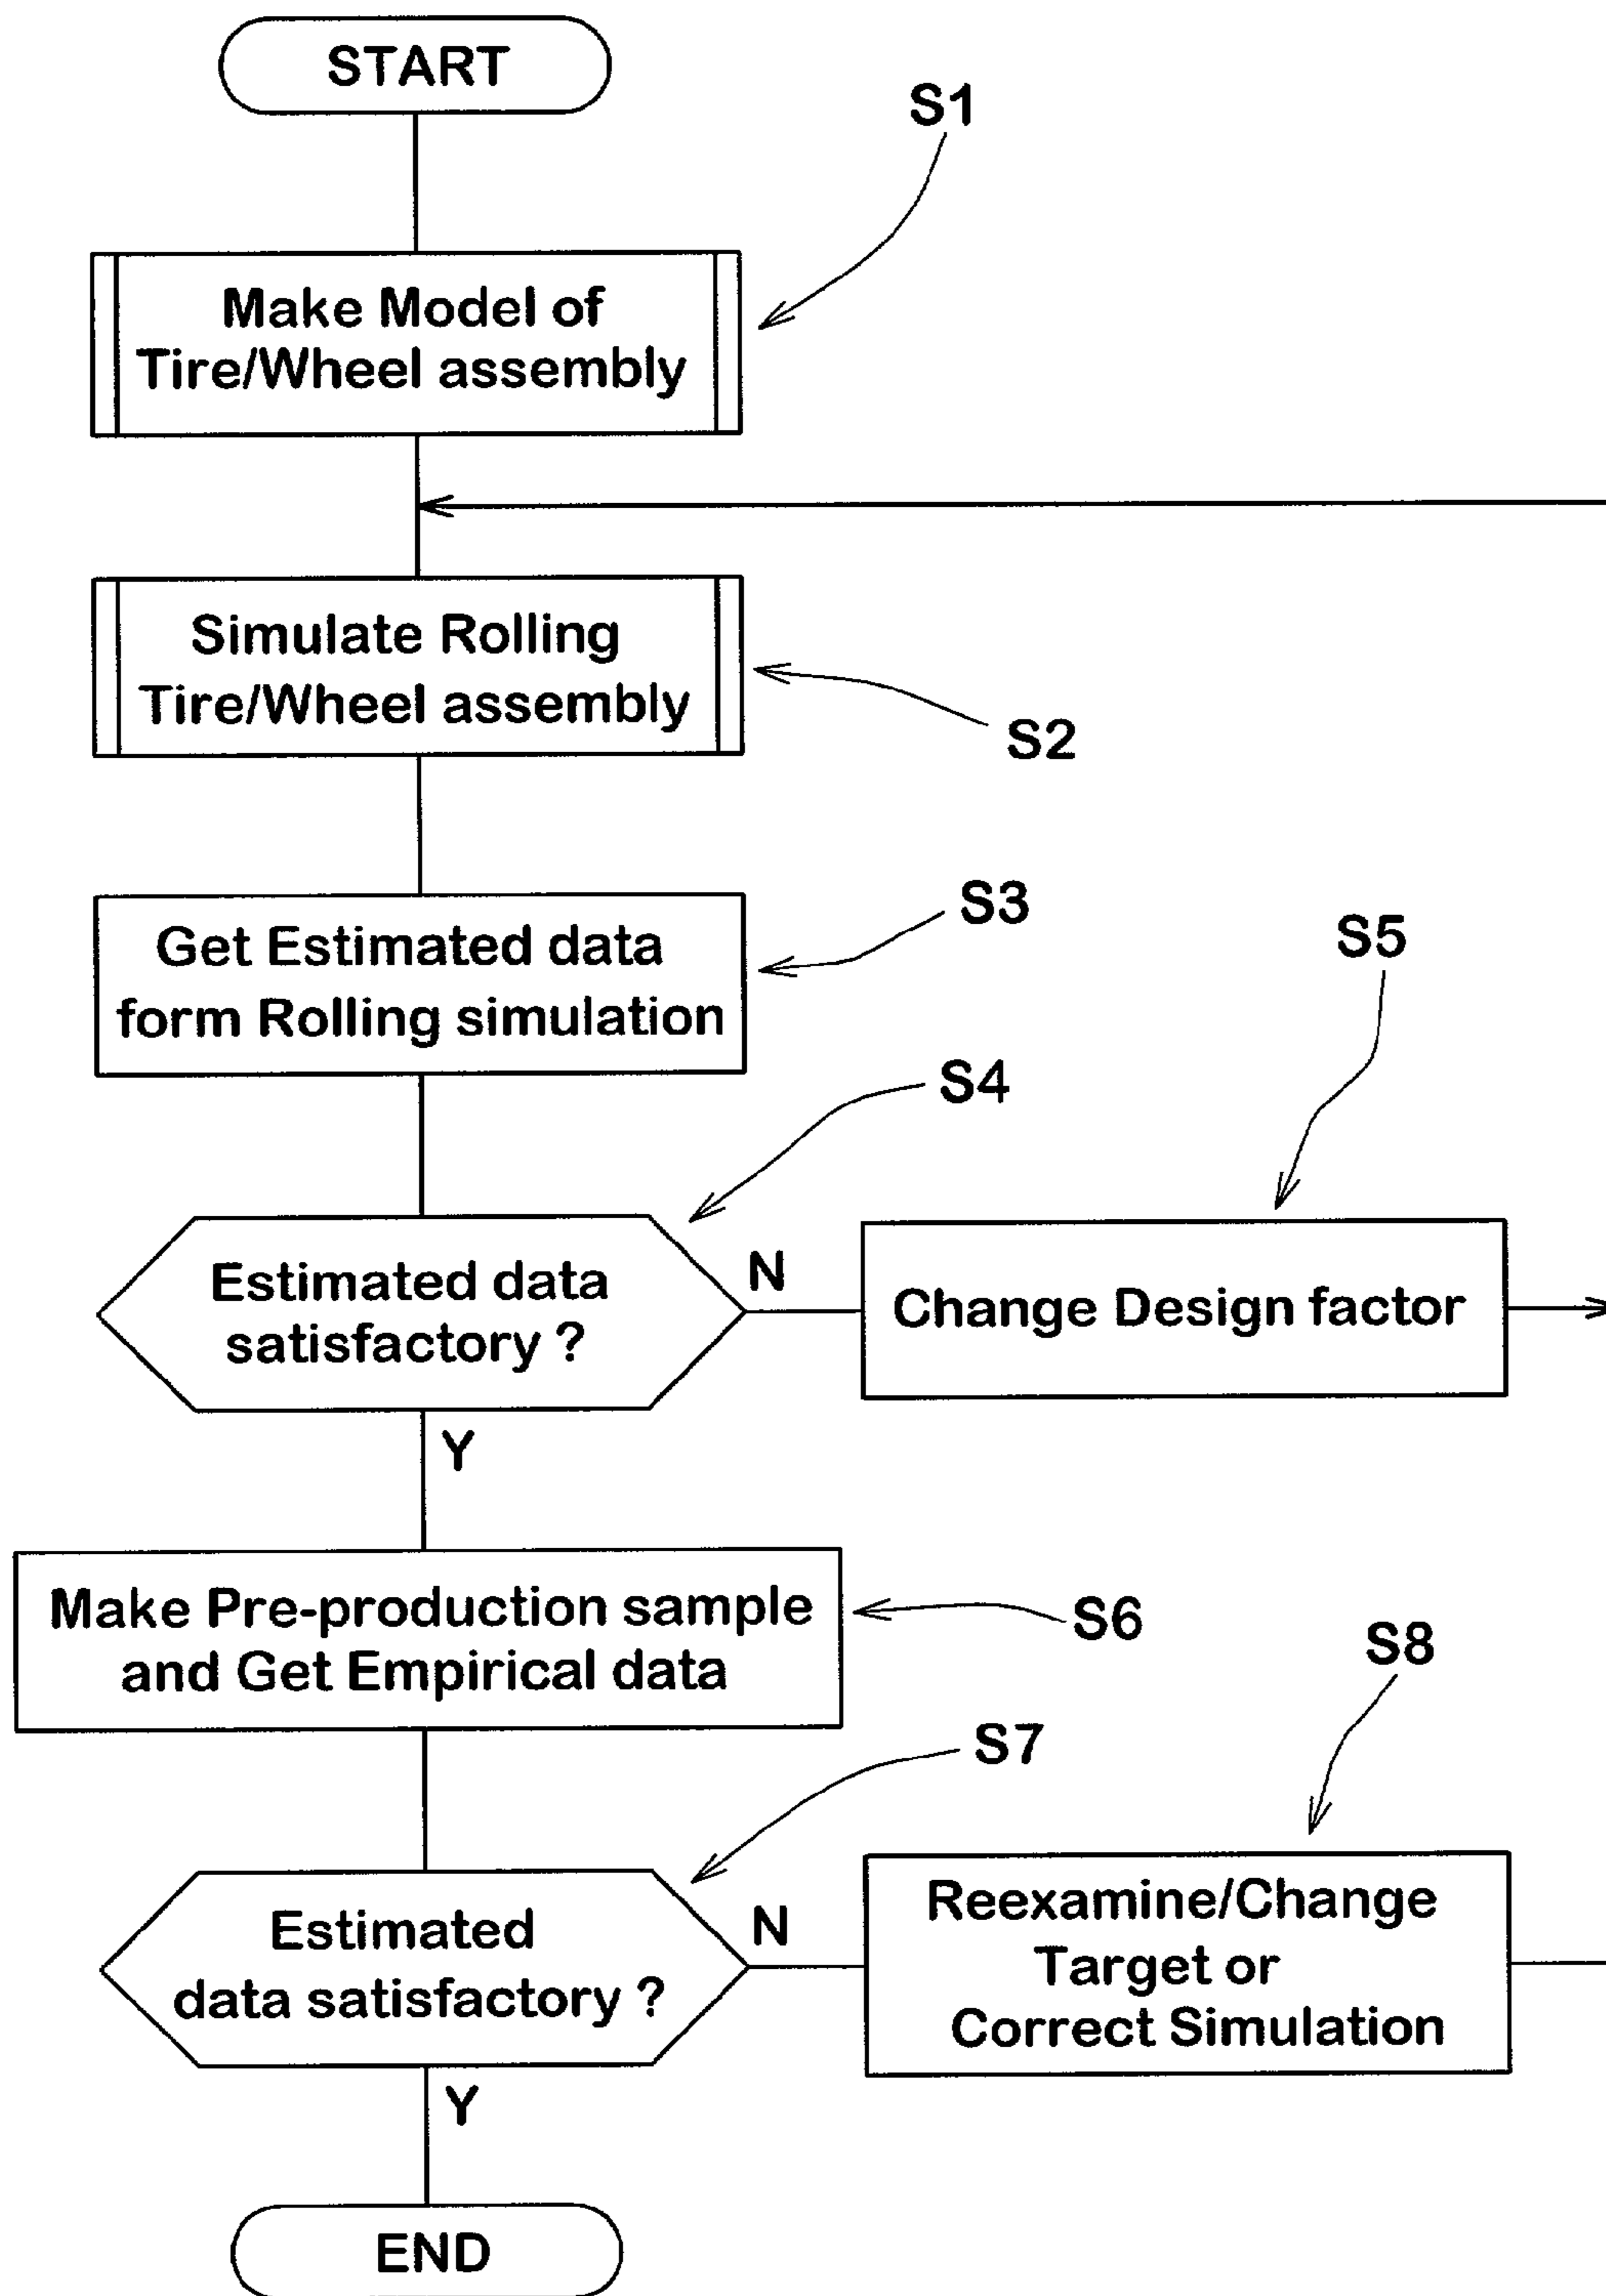 START
S1
Make Model of
Tire/Wheel assembly
Simulate Rolling
Tire/Wheel assembly
S2
Get Estimated data
form Rolling simulation
S3
S4
S5
Estimated data
satisfactory ?
N
Change Design factor
Y
Make Pre-production sample
and Get Empirical data
S6
S7
S8
Estimated
data satisfactory ?
N
Reexamine/Change
Target or
Correct Simulation
Y
END